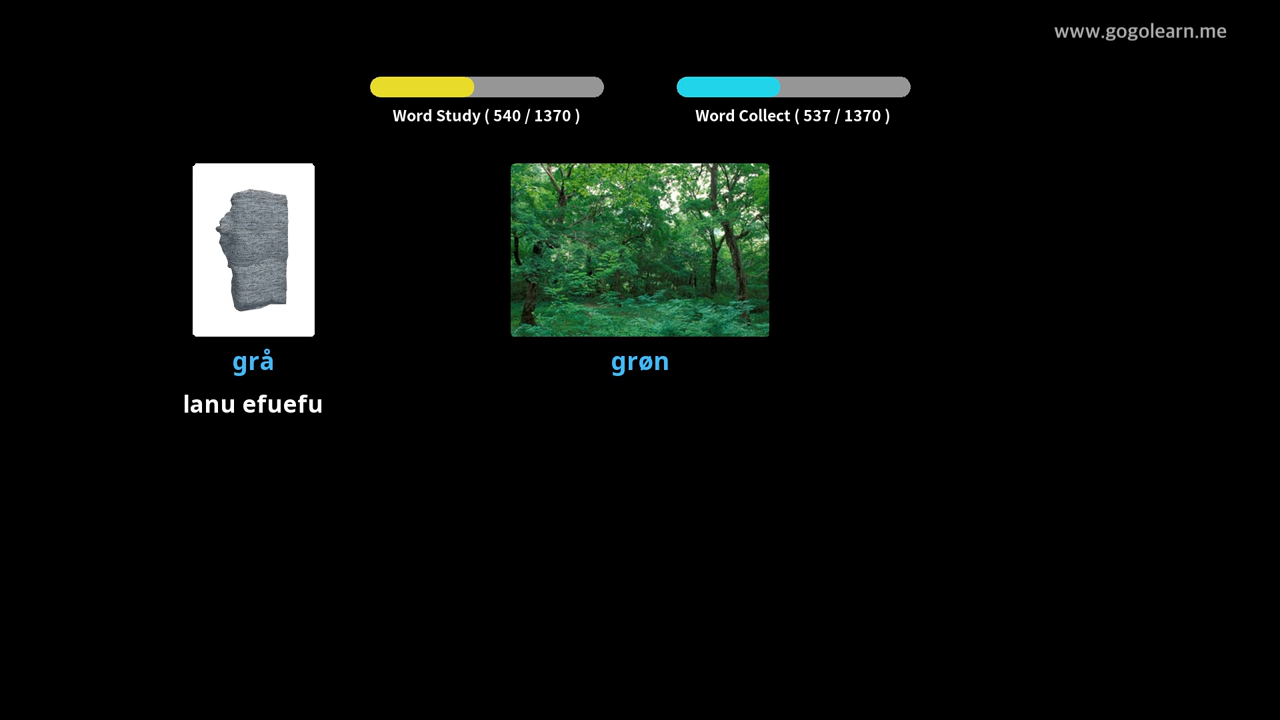 www.gogolearn.me
Word Study ( 540 / 1370 )
Word Collect ( 537 / 1370 )
grå
grøn
lanu efuefu